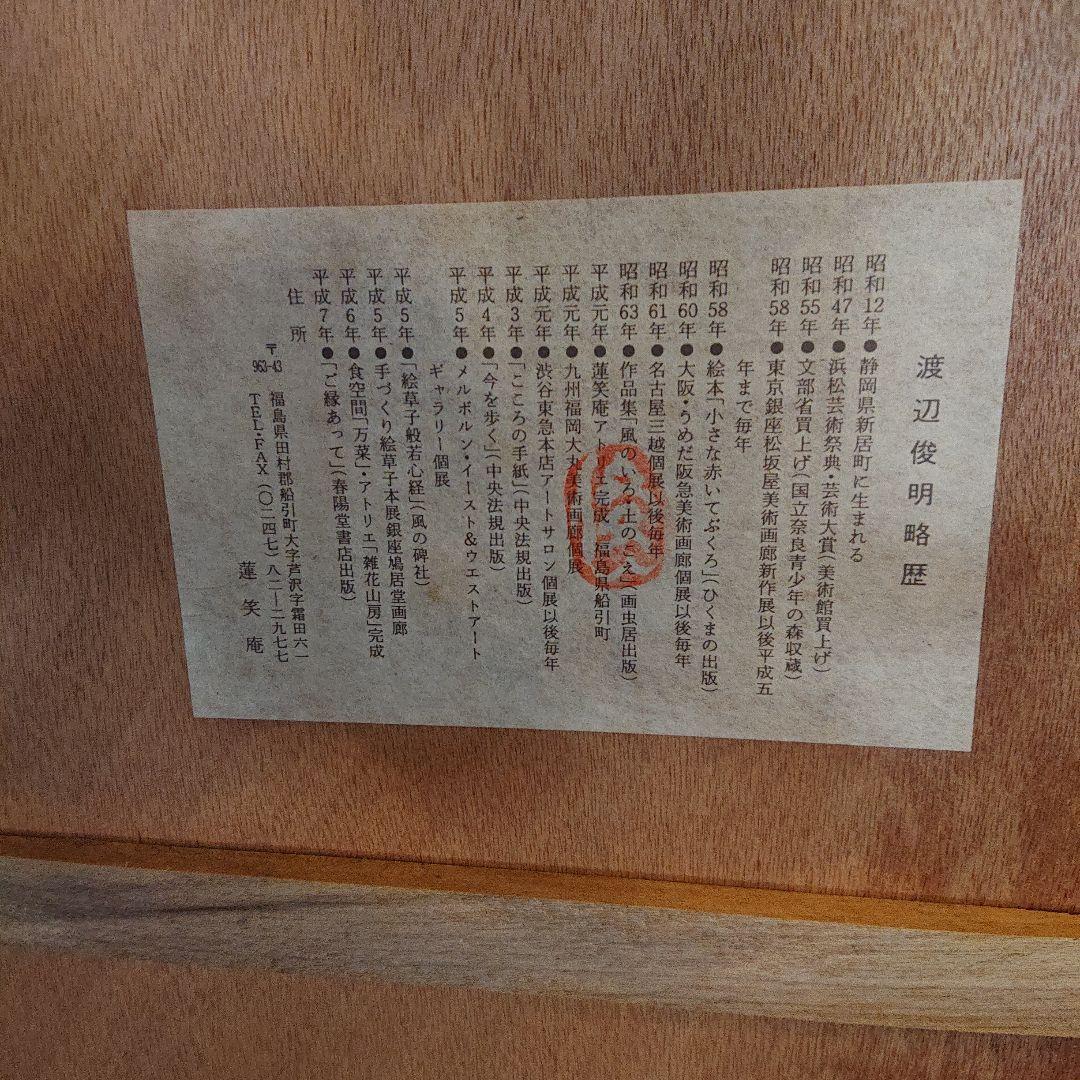 渡辺俊明略歴
昭和12年●静岡県新居町に生まれる
昭和47年●浜松芸術祭典・芸術大賞(美術館買上げ)
昭和55年●文部省買上げ(国立奈良青少年の森収蔵)
昭和58年●東京銀座松坂屋美術画廊新作展以後平成五
年まで毎年
昭和58年●絵本「小さな赤いてぶくろ」(ひくまの出版)
昭和60年●大阪・うめだ阪急美術画廊個展以後毎年
昭和61年●名古屋三越個展以後毎年
昭和63年●作品集「風のいろ・土のこえ」(画虫居出版)
平成元年●蓮笑庵アトリエ完成 福島県船引町
平成元年●九州福岡大丸美術画廊個展
平成元年●渋谷東急本店アートサロン個展以後毎年
平成3年●「こころの手紙」(中央法規出版)
平成4年●「今を歩く」(中央法規出版)
平成5年●メルボルン・イースト&ウエストアート
ギャラリー個展
平成5年●「絵草子般若心経」(風の碑社)
平成5年●手づくり絵草子本展銀座鳩居堂画廊
平成6年●食空間「万菜」・アトリエ「雑花山房」完成
平成7年●「ご縁あって」(春陽堂書店出版)
住所
〒963-43 福島県田村郡船引町大字芦沢字霜田六一
TEL・FAX(〇二四七)八二ー二九七七
蓮笑庵